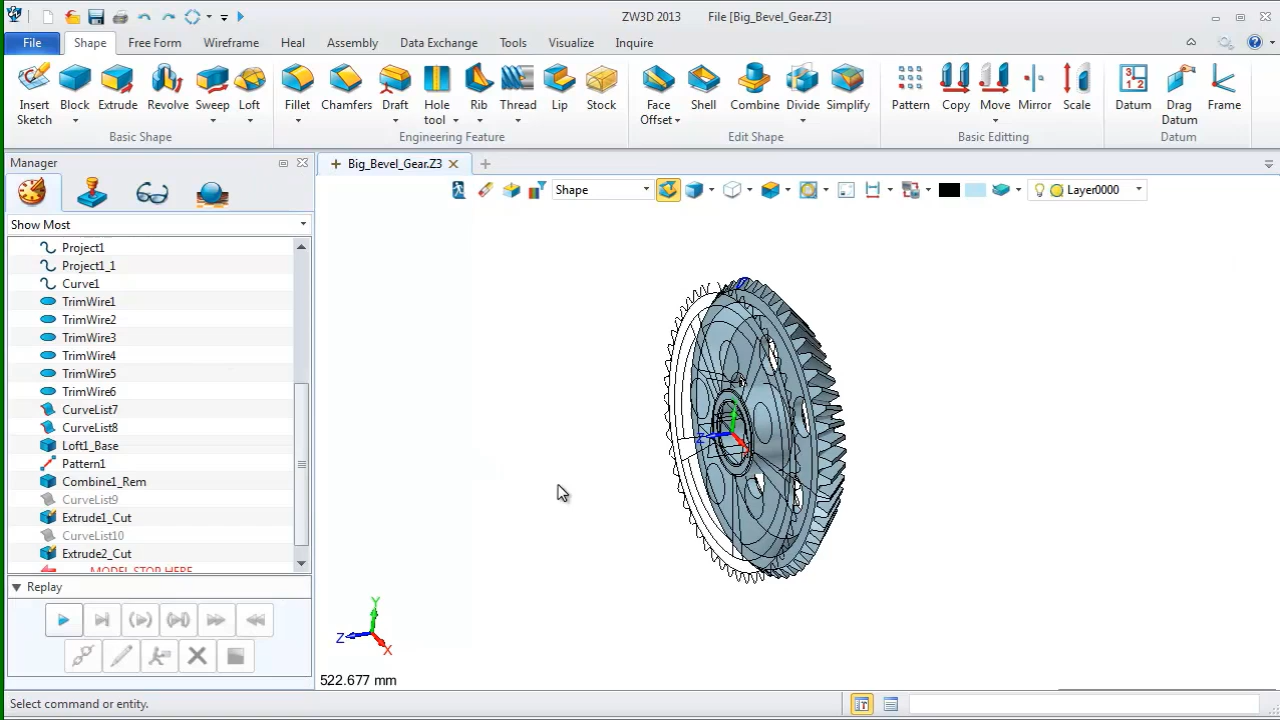 ZW3D 2013 File [Big_Bevel_Gear.Z3]
File Shape Free Form Wireframe Heal Assembly Data Exchange Tools Visualize Inquire
Insert Sketch Block Extrude Revolve Sweep Loft Fillet Chamfers Draft Hole tool Rib Thread Lip Stock Face Offset Shell Combine Divide Simplify Pattern Copy Move Mirror Scale Datum Drag Datum Frame
Basic Shape Engineering Feature Edit Shape Basic Editing Datum
Manager
Big_Bevel_Gear.Z3
Shape
Layer0000
Show Most
Project1
Project1_1
Curve1
TrimWire1
TrimWire2
TrimWire3
TrimWire4
TrimWire5
TrimWire6
CurveList7
CurveList8
Loft1_Base
Pattern1
Combine1_Rem
CurveList9
Extrude1_Cut
CurveList10
Extrude2_Cut
MODEL STOP HERE
Replay
Z
Y
Z
X
522.677 mm
Select command or entity.